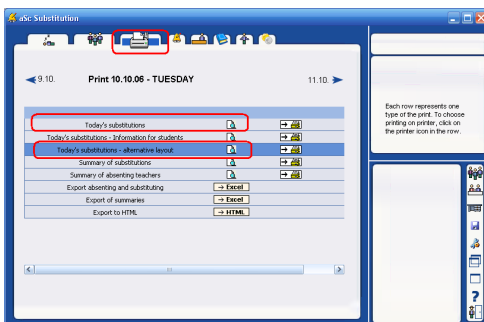 aSc Substitution
9.10.
Print 10.10.06 - TUESDAY
11.10.
Each row represents one
type of the print. To choose
printing on printer, click on
the printer icon in the row.
Today's substitutions
Today's substitutions - Information for students
Today's substitutions - alternative layout
Summary of substitutions
Summary of absenting teachers
Export absenting and substituting → Excel
Export of summaries → Excel
Export to HTML → HTML